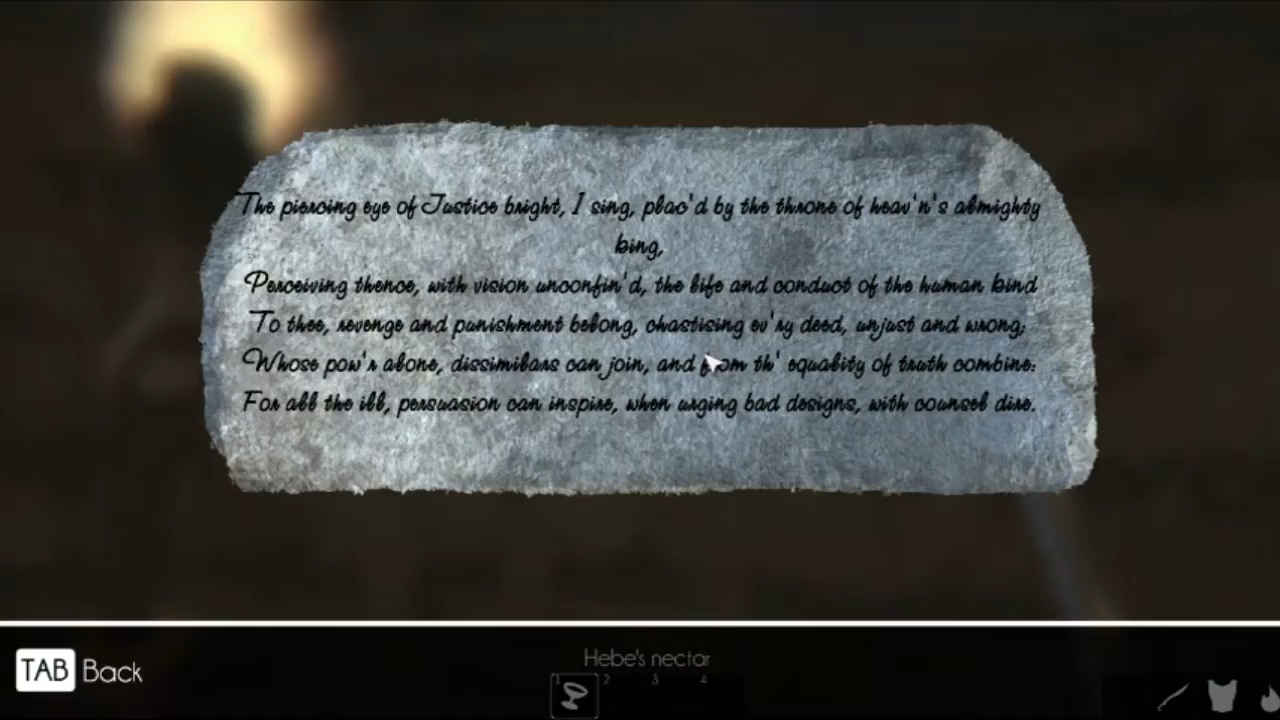 The piercing eye of Justice bright, I sing, plac'd by the throne of heav'n's almighty
king,
Perceiving thence, with vision unconfin'd, the life and conduct of the human kind
To thee, revenge and punishment belong, chastising ev'ry deed, unjust and wrong;
Whose pow'r alone, dissimilars can join, and from th' equality of truth combine:
For all the ill, persuasion can inspire, when urging bad designs, with counsel dire.
Hebe's nectar
1 2 3 4
TAB Back